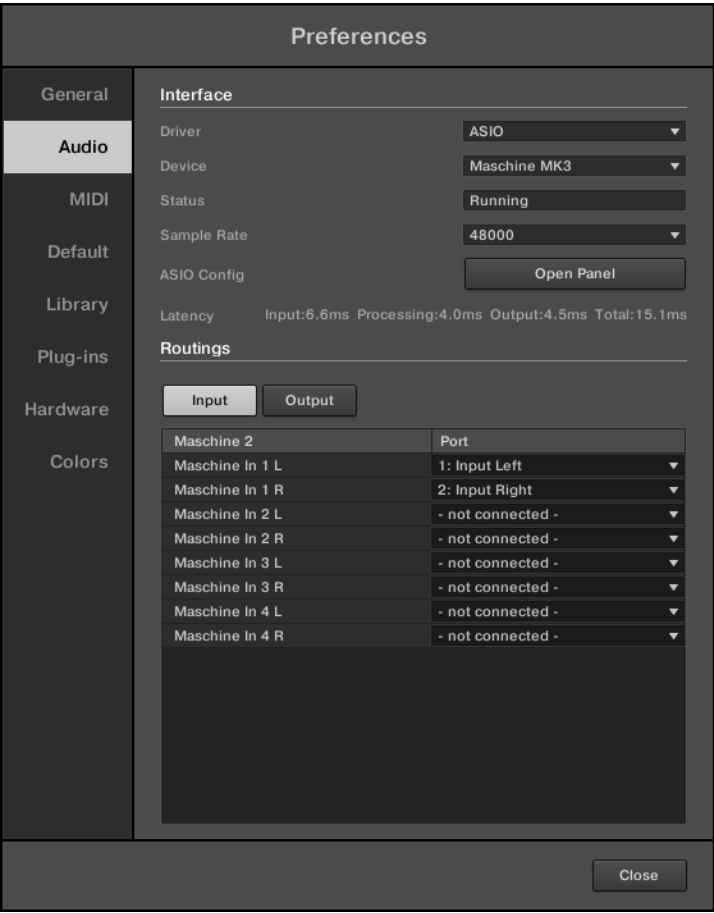 Preferences
General
Audio
MIDI
Default
Library
Plug-ins
Hardware
Colors
Interface
Driver ASIO
Device Maschine MK3
Status Running
Sample Rate 48000
ASIO Config Open Panel
Latency Input:6.6ms Processing:4.0ms Output:4.5ms Total:15.1ms
Routings
Input Output
Maschine 2 Port
Maschine In 1 L 1: Input Left
Maschine In 1 R 2: Input Right
Maschine In 2 L - not connected -
Maschine In 2 R - not connected -
Maschine In 3 L - not connected -
Maschine In 3 R - not connected -
Maschine In 4 L - not connected -
Maschine In 4 R - not connected -
Close